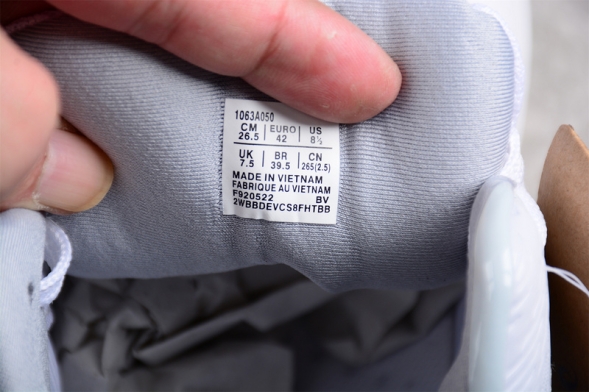 1063A050
CM EURO US
26.5 42 8½
UK BR CN
7.5 39.5 265(2.5)
MADE IN VIETNAM
FABRIQUE AU VIETNAM
F920522 BV
2WBBDEVCS8FHTBB